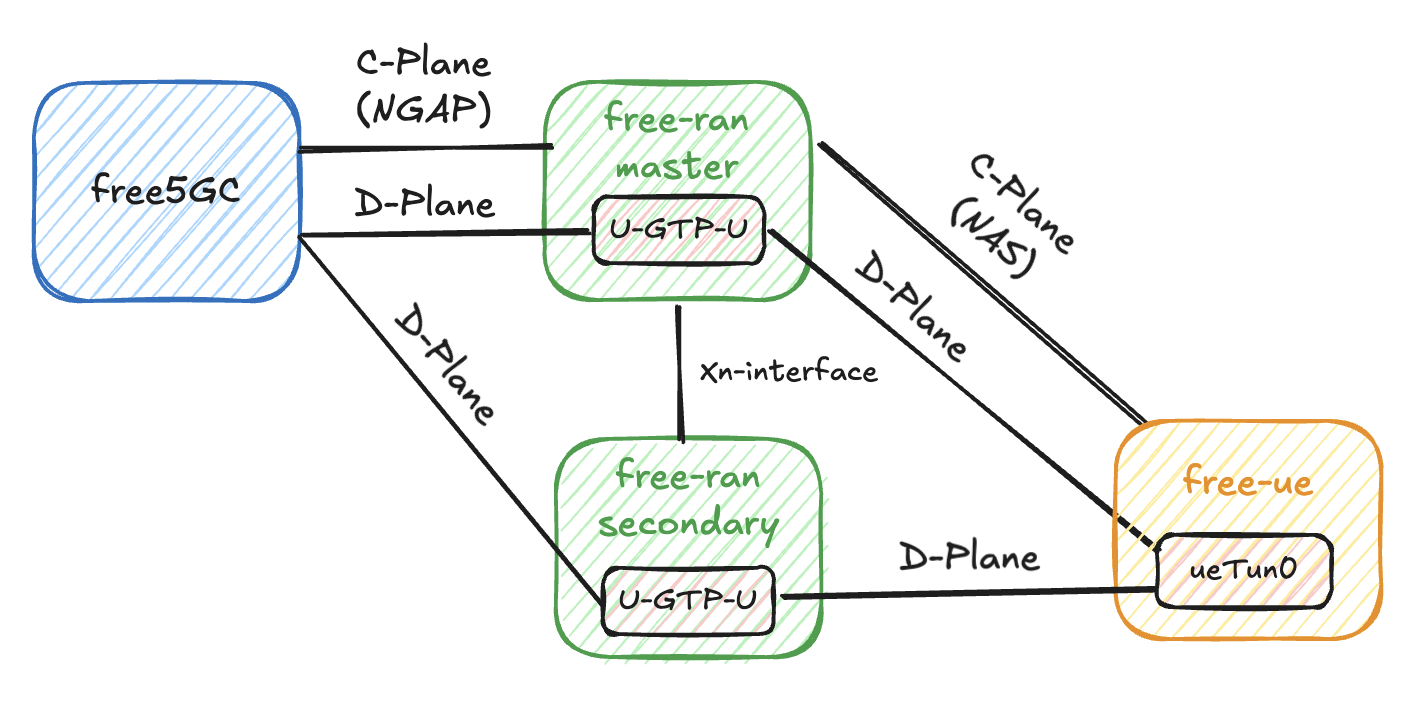 C-Plane
(NGAP)
free-ran
master
free5GC
D-Plane
U-GTP-U
C-Plane
(NAS)
D-Plane
D-Plane
Xn-interface
free-ran
secondary
free-ue
D-Plane
ueTun0
U-GTP-U